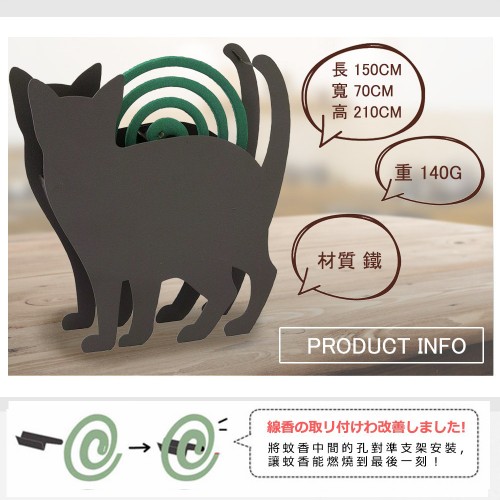 長 150CM
寬 70CM
高 210CM
重 140G
材質 鐵
PRODUCT INFO
線香の取り付けわ改善しました!
將蚊香中間的孔對準支架安裝,
讓蚊香能燃燒到最後一刻!